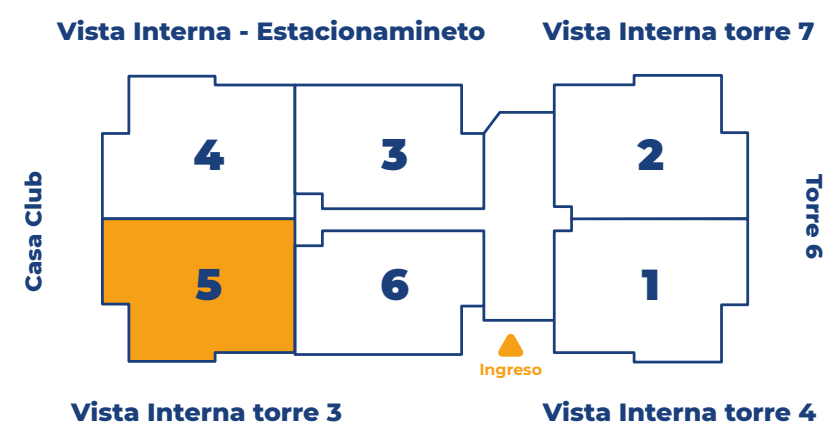 Vista Interna - Estacionamineto
Vista Interna torre 7
4
3
2
Casa Club
Torre 6
5
6
1
Ingreso
Vista Interna torre 3
Vista Interna torre 4